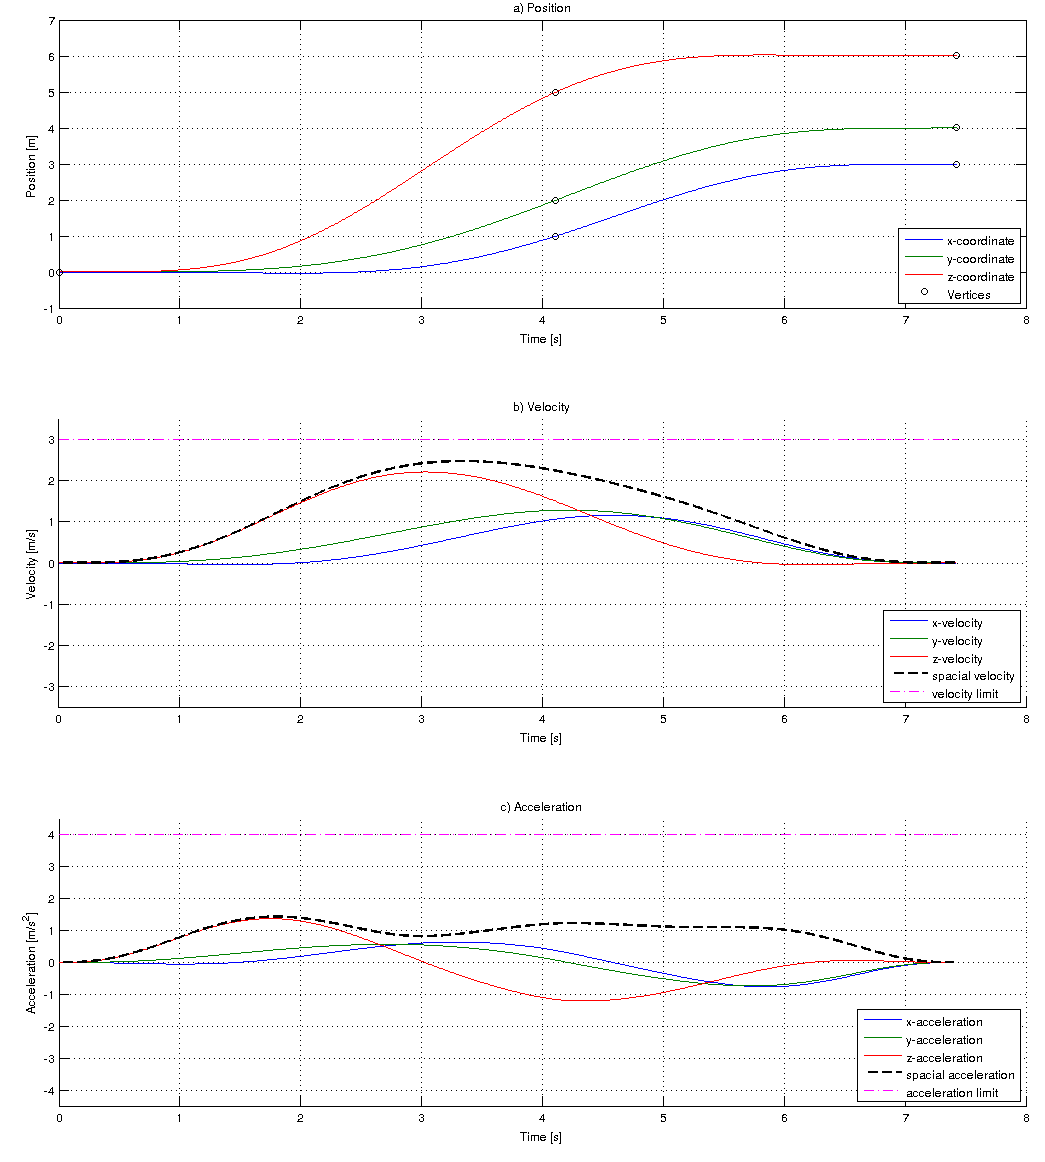 a) Position
7
6
5
4
3
2
1
0
-1
Position [m]
x-coordinate
y-coordinate
z-coordinate
Vertices
0 1 2 3 4 5 6 7 8
Time [s]
b) Velocity
3
2
1
0
-1
-2
-3
Velocity [m/s]
x-velocity
y-velocity
z-velocity
spacial velocity
velocity limit
0 1 2 3 4 5 6 7 8
Time [s]
c) Acceleration
4
3
2
1
0
-1
-2
-3
-4
Acceleration [m/s²]
x-acceleration
y-acceleration
z-acceleration
spacial acceleration
acceleration limit
0 1 2 3 4 5 6 7 8
Time [s]